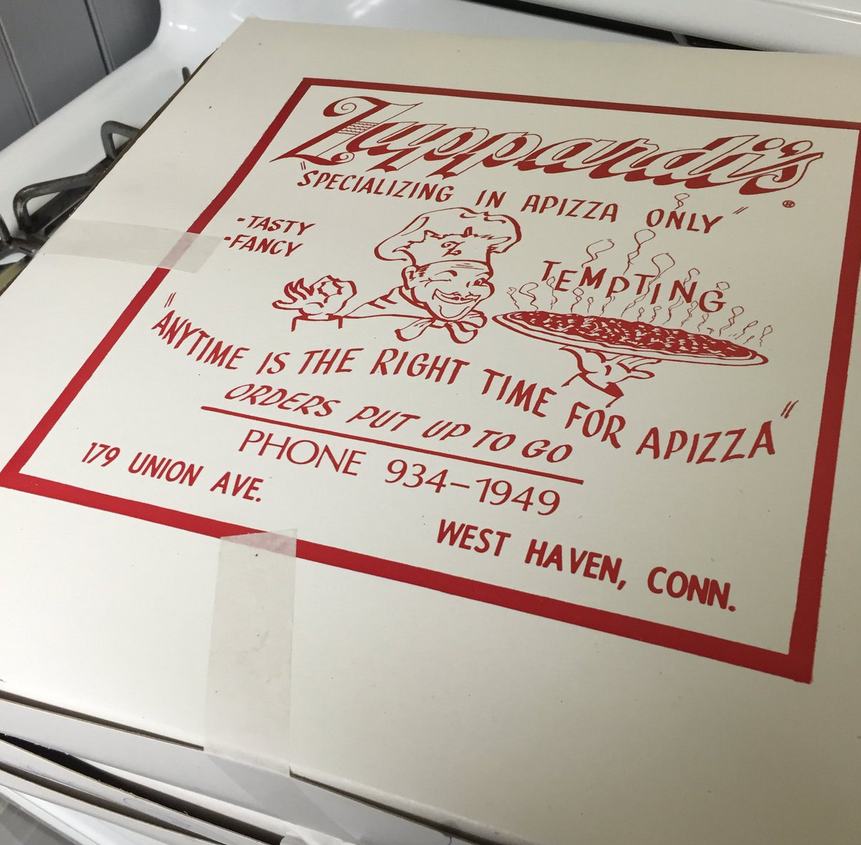 Zuppardi's ®
"SPECIALIZING IN APIZZA ONLY"
•TASTY
•FANCY
Z
TEMPTING
"ANYTIME IS THE RIGHT TIME FOR APIZZA"
ORDERS PUT UP TO GO
PHONE 934-1949
179 UNION AVE.
WEST HAVEN, CONN.